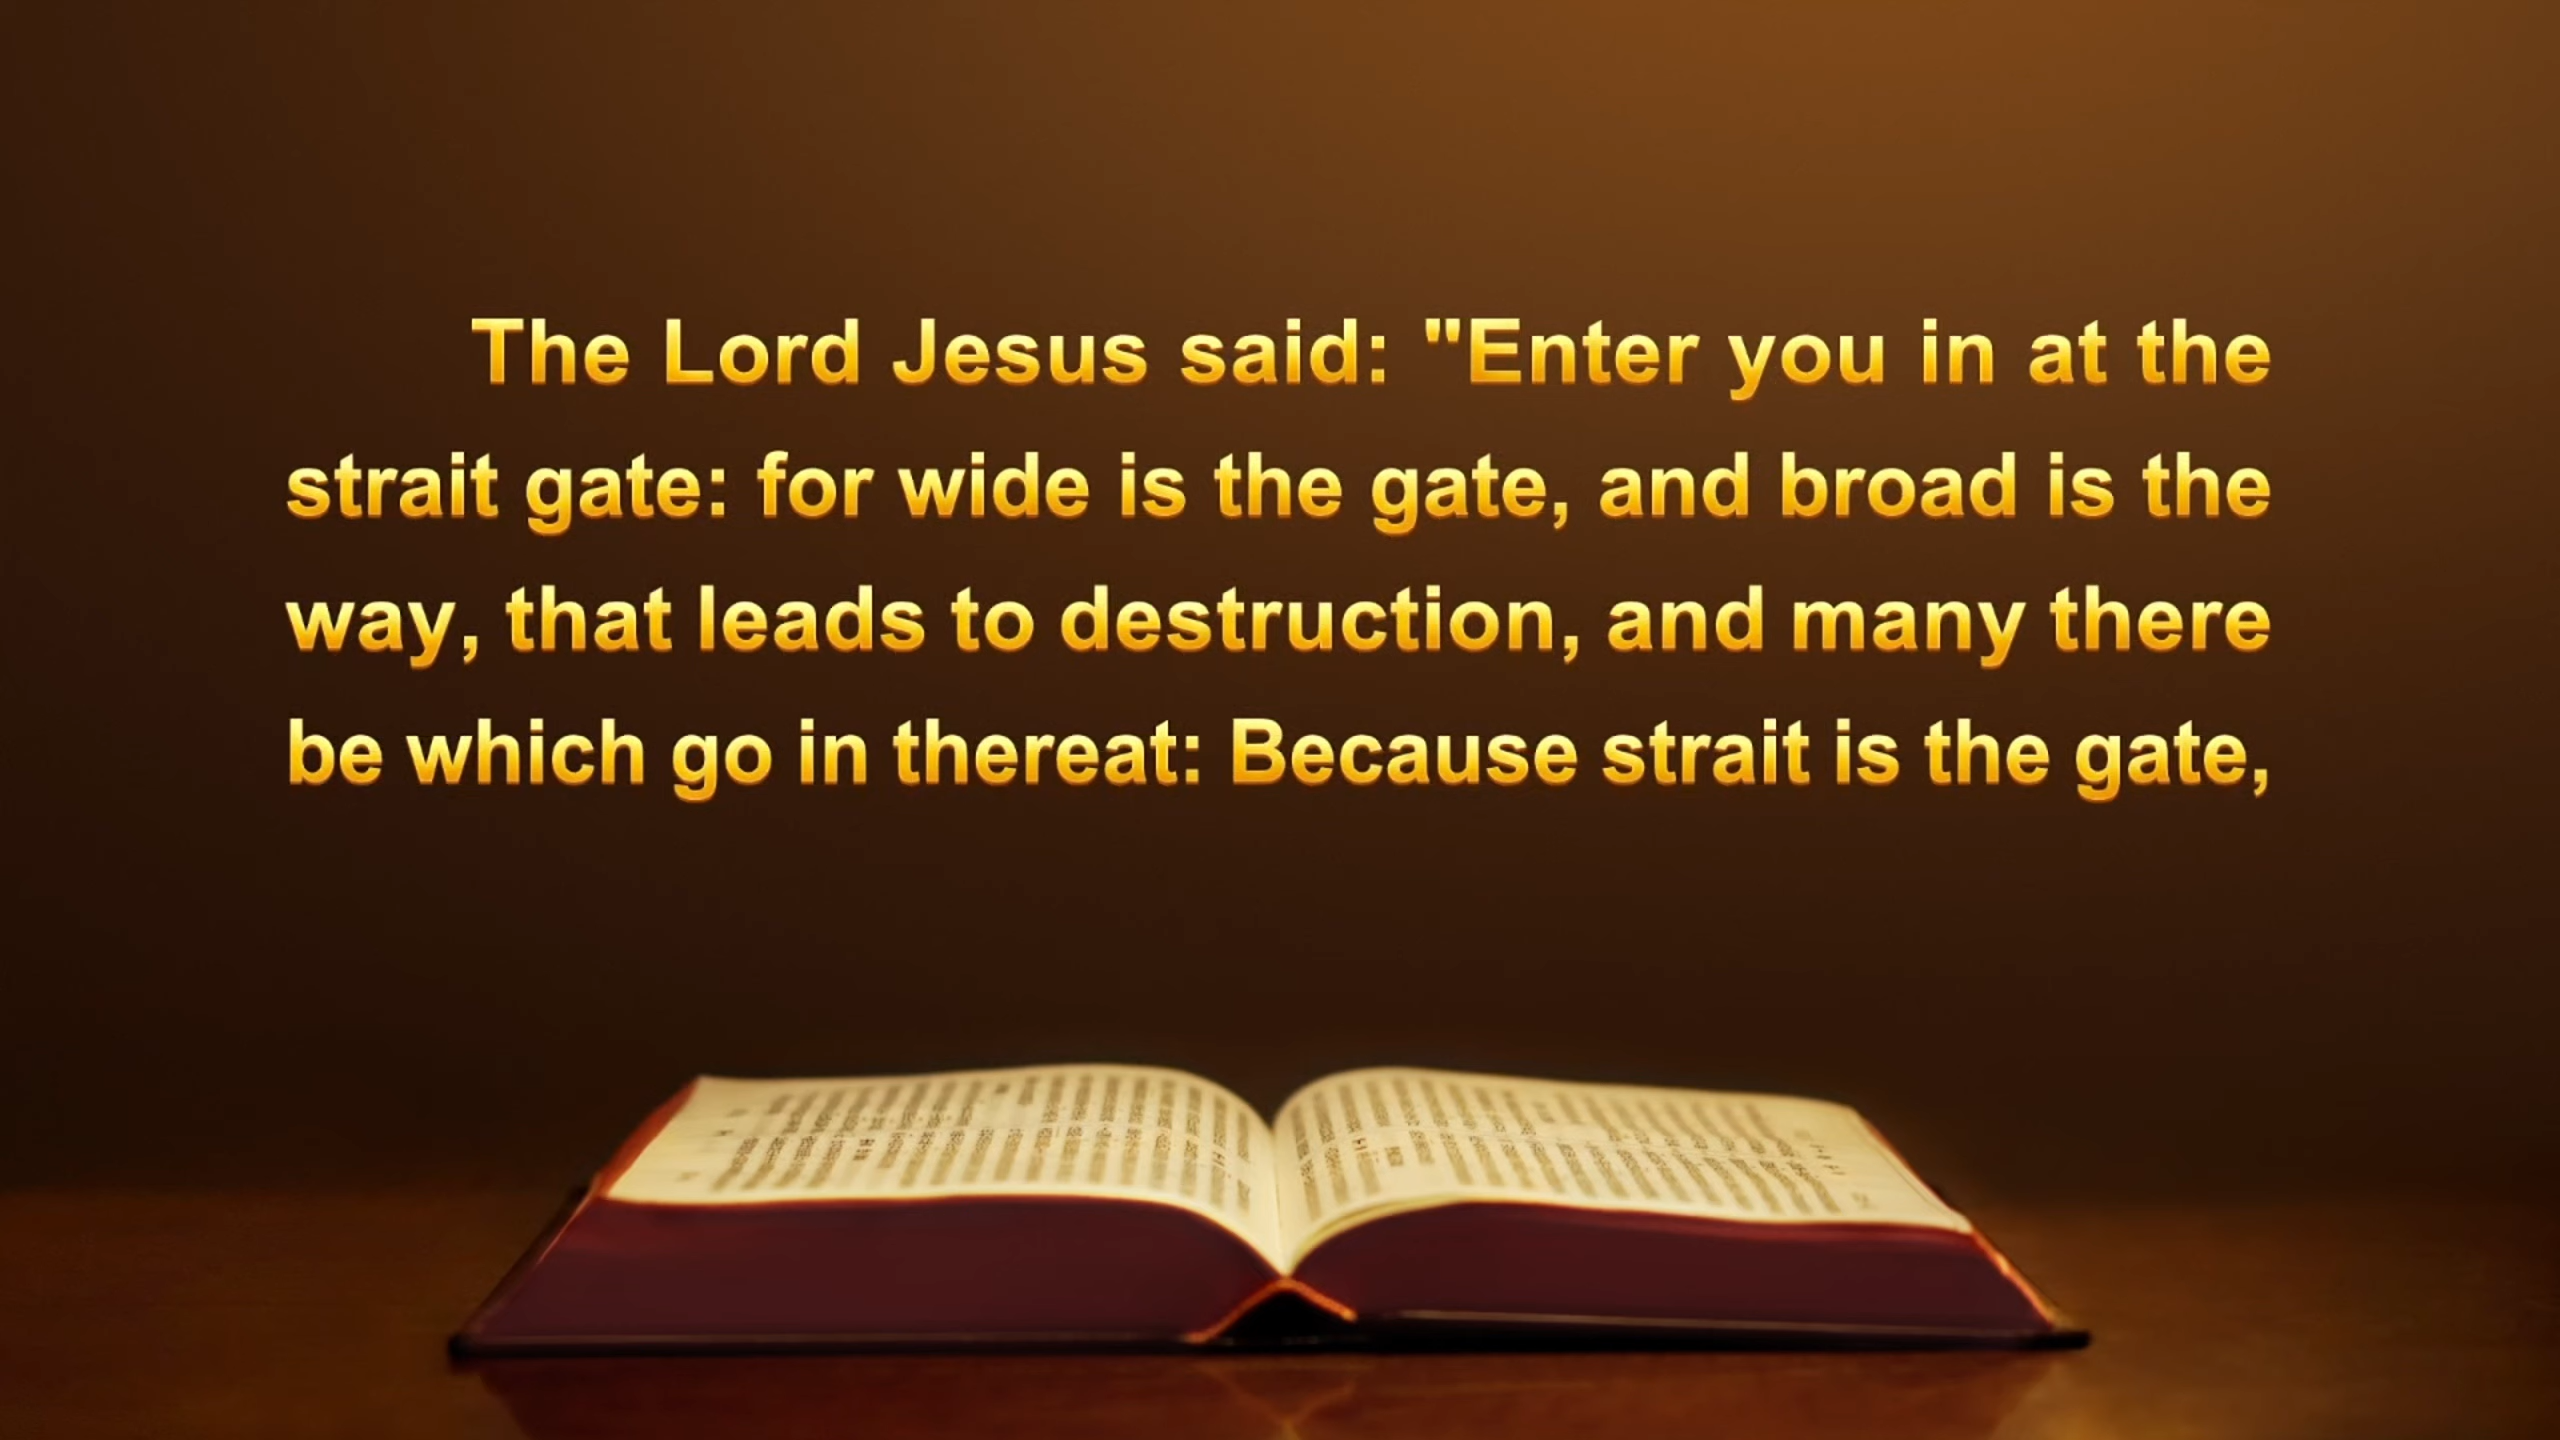 The Lord Jesus said: "Enter you in at the
strait gate: for wide is the gate, and broad is the
way, that leads to destruction, and many there
be which go in thereat: Because strait is the gate,